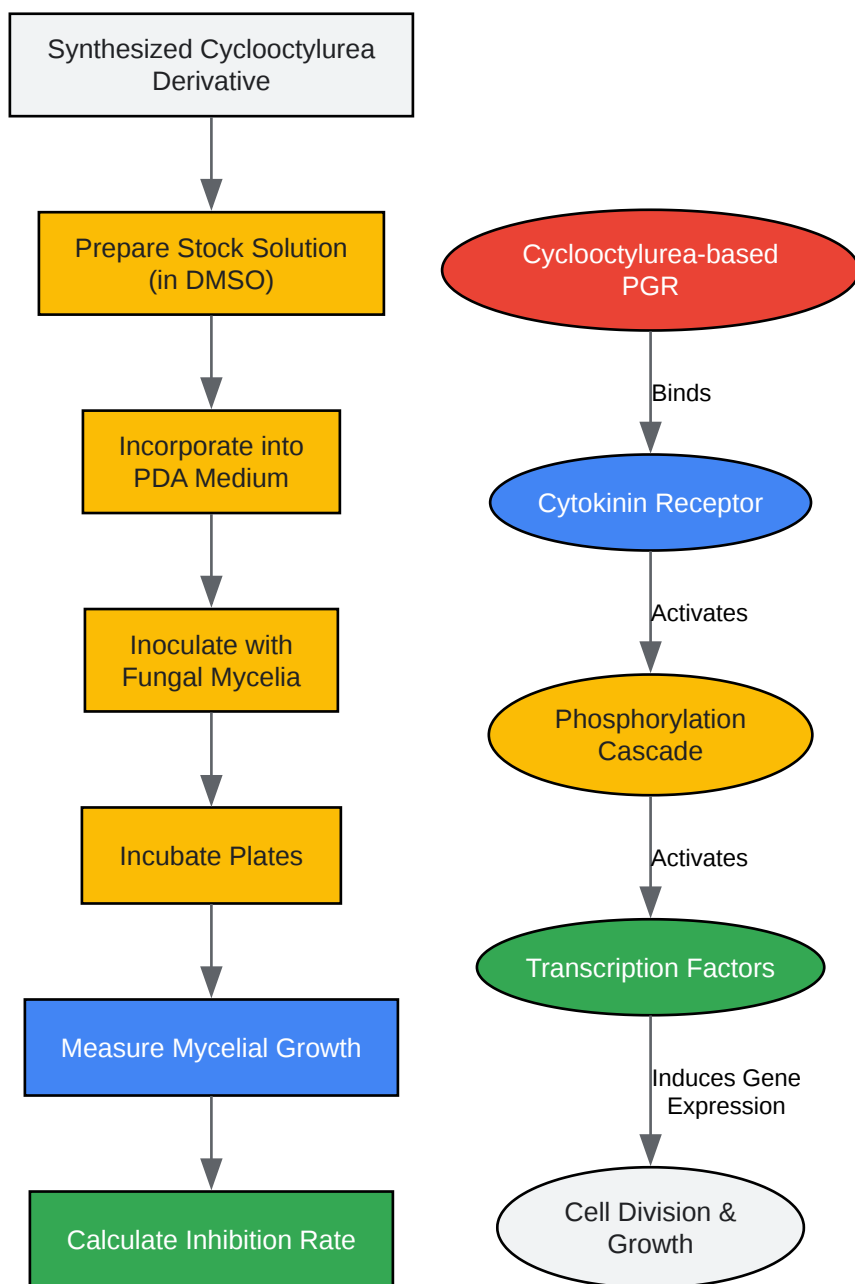 Synthesized Cyclooctylurea
Derivative
Prepare Stock Solution
(in DMSO)
Incorporate into
PDA Medium
Inoculate with
Fungal Mycelia
Incubate Plates
Measure Mycelial Growth
Calculate Inhibition Rate
Cyclooctylurea-based
PGR
Binds
Cytokinin Receptor
Activates
Phosphorylation
Cascade
Activates
Transcription Factors
Induces Gene
Expression
Cell Division &
Growth